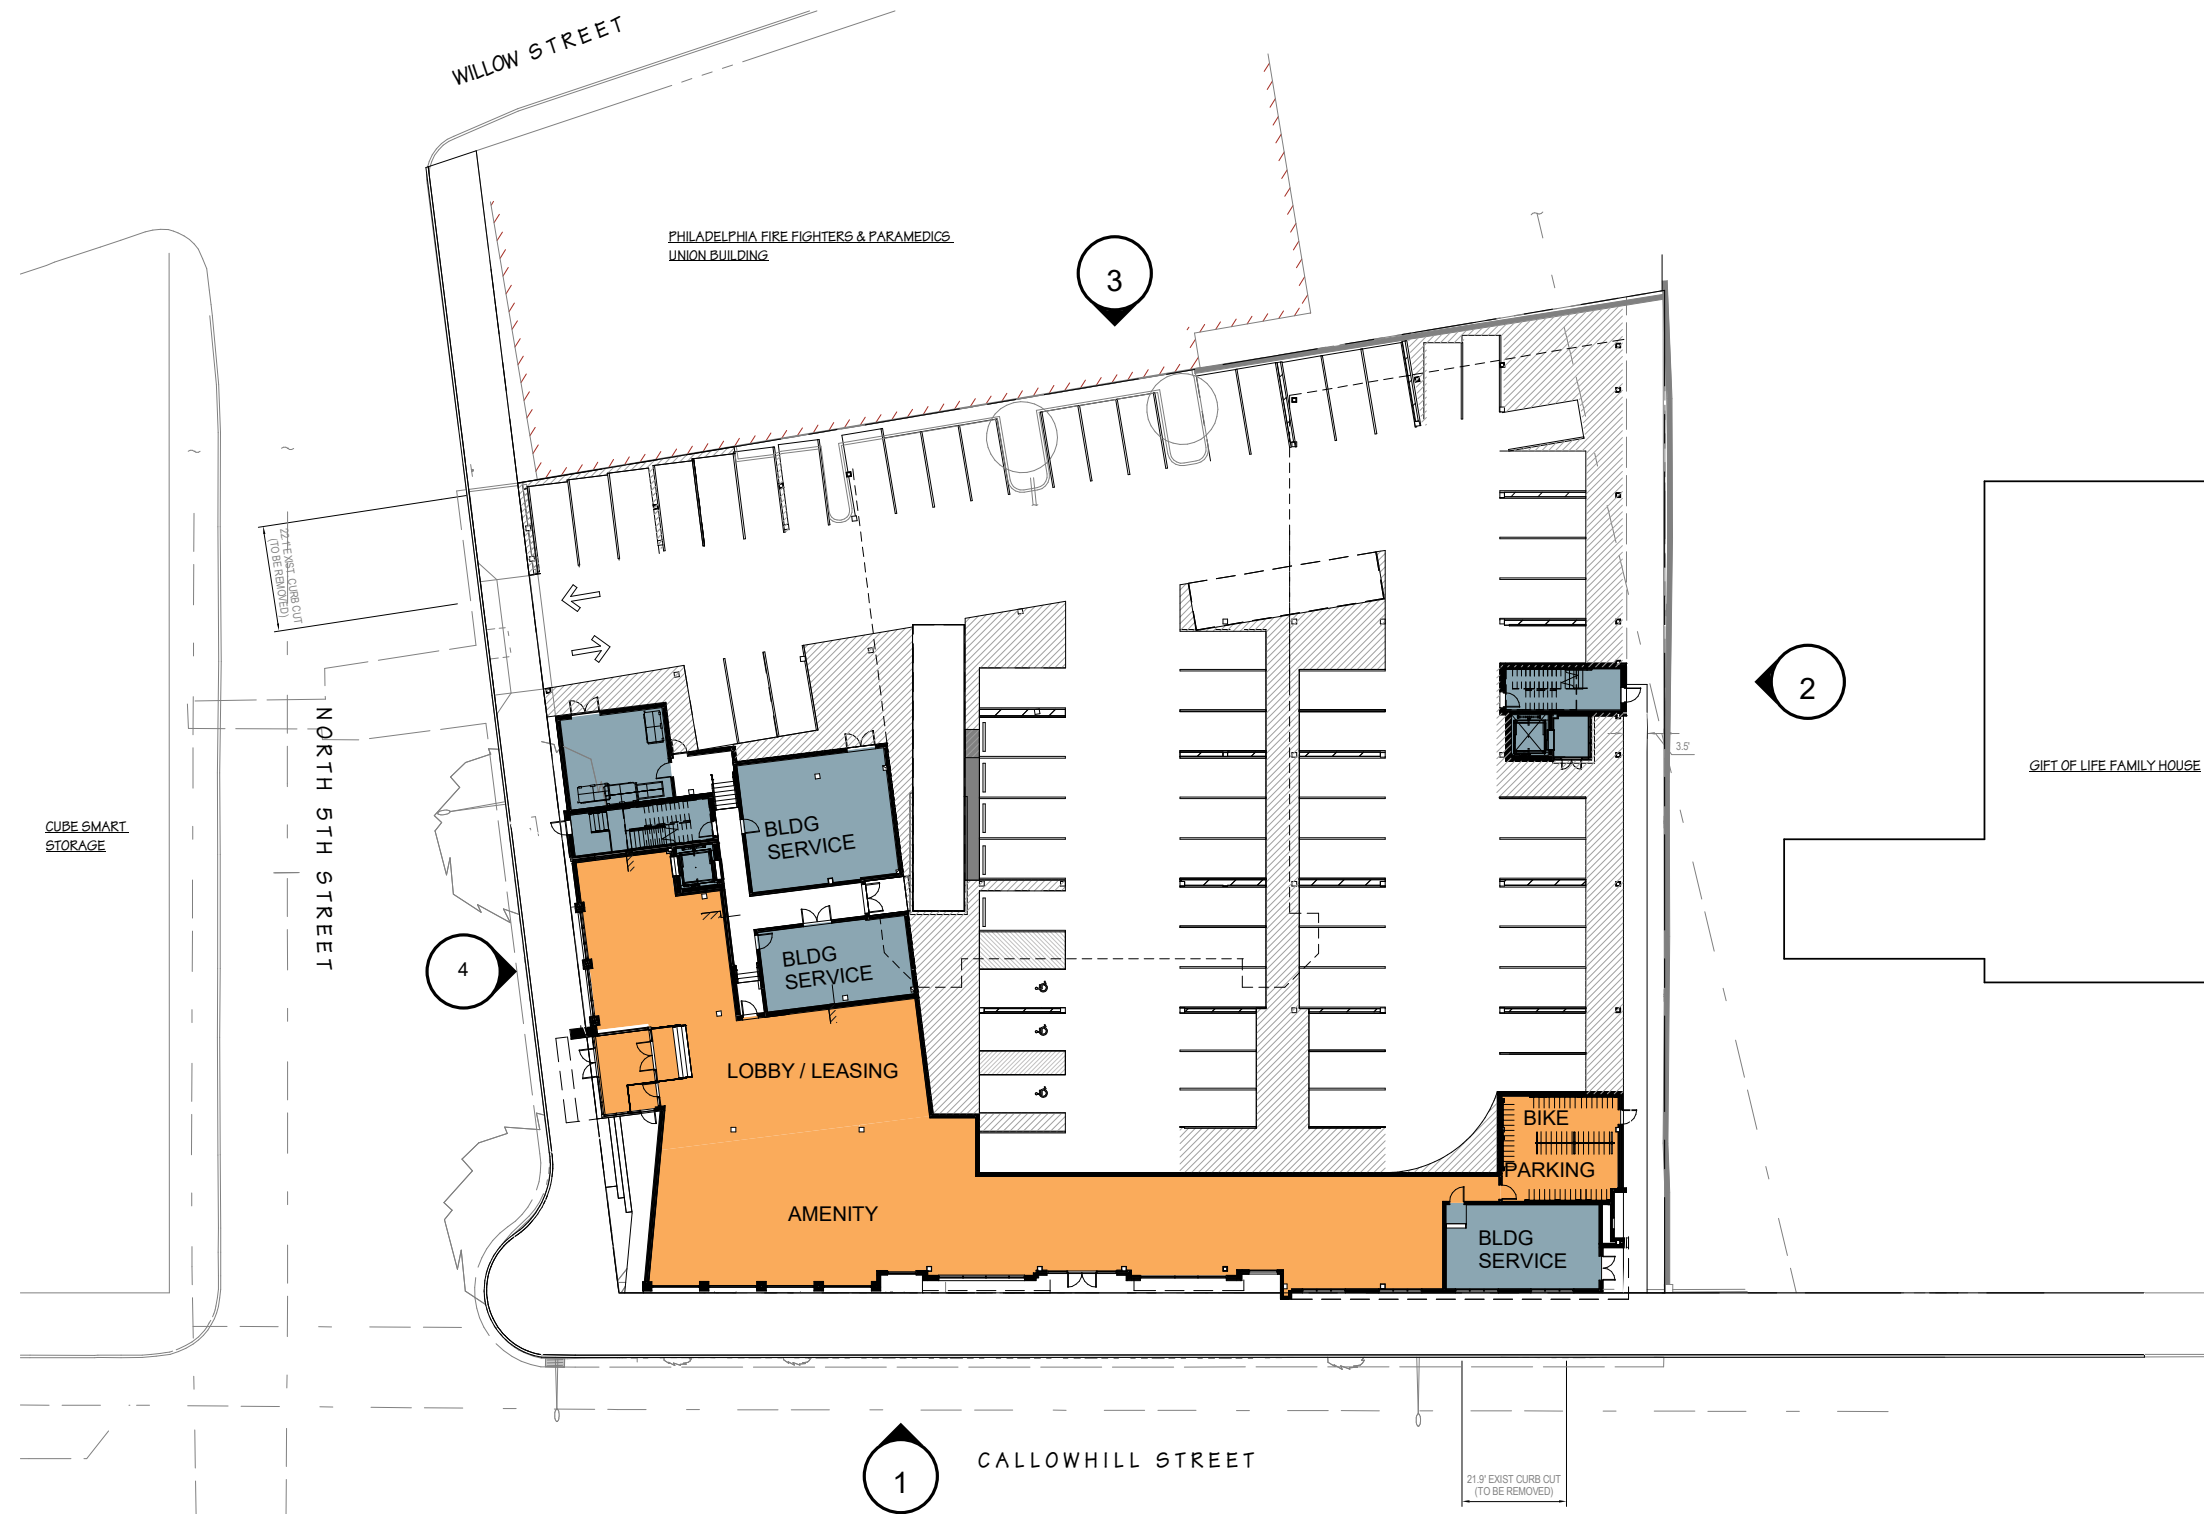 WILLOW STREET
PHILADELPHIA FIRE FIGHTERS & PARAMEDICS
UNION BUILDING
3
22.1' EXIST CURB CUT
(TO BE REMOVED)
2
NORTH 5TH STREET
3.5'
GIFT OF LIFE FAMILY HOUSE
CUBE SMART
STORAGE
BLDG
SERVICE
4
BLDG
SERVICE
LOBBY / LEASING
BIKE
PARKING
AMENITY
BLDG
SERVICE
1
CALLOWHILL STREET
21.9' EXIST CURB CUT
(TO BE REMOVED)